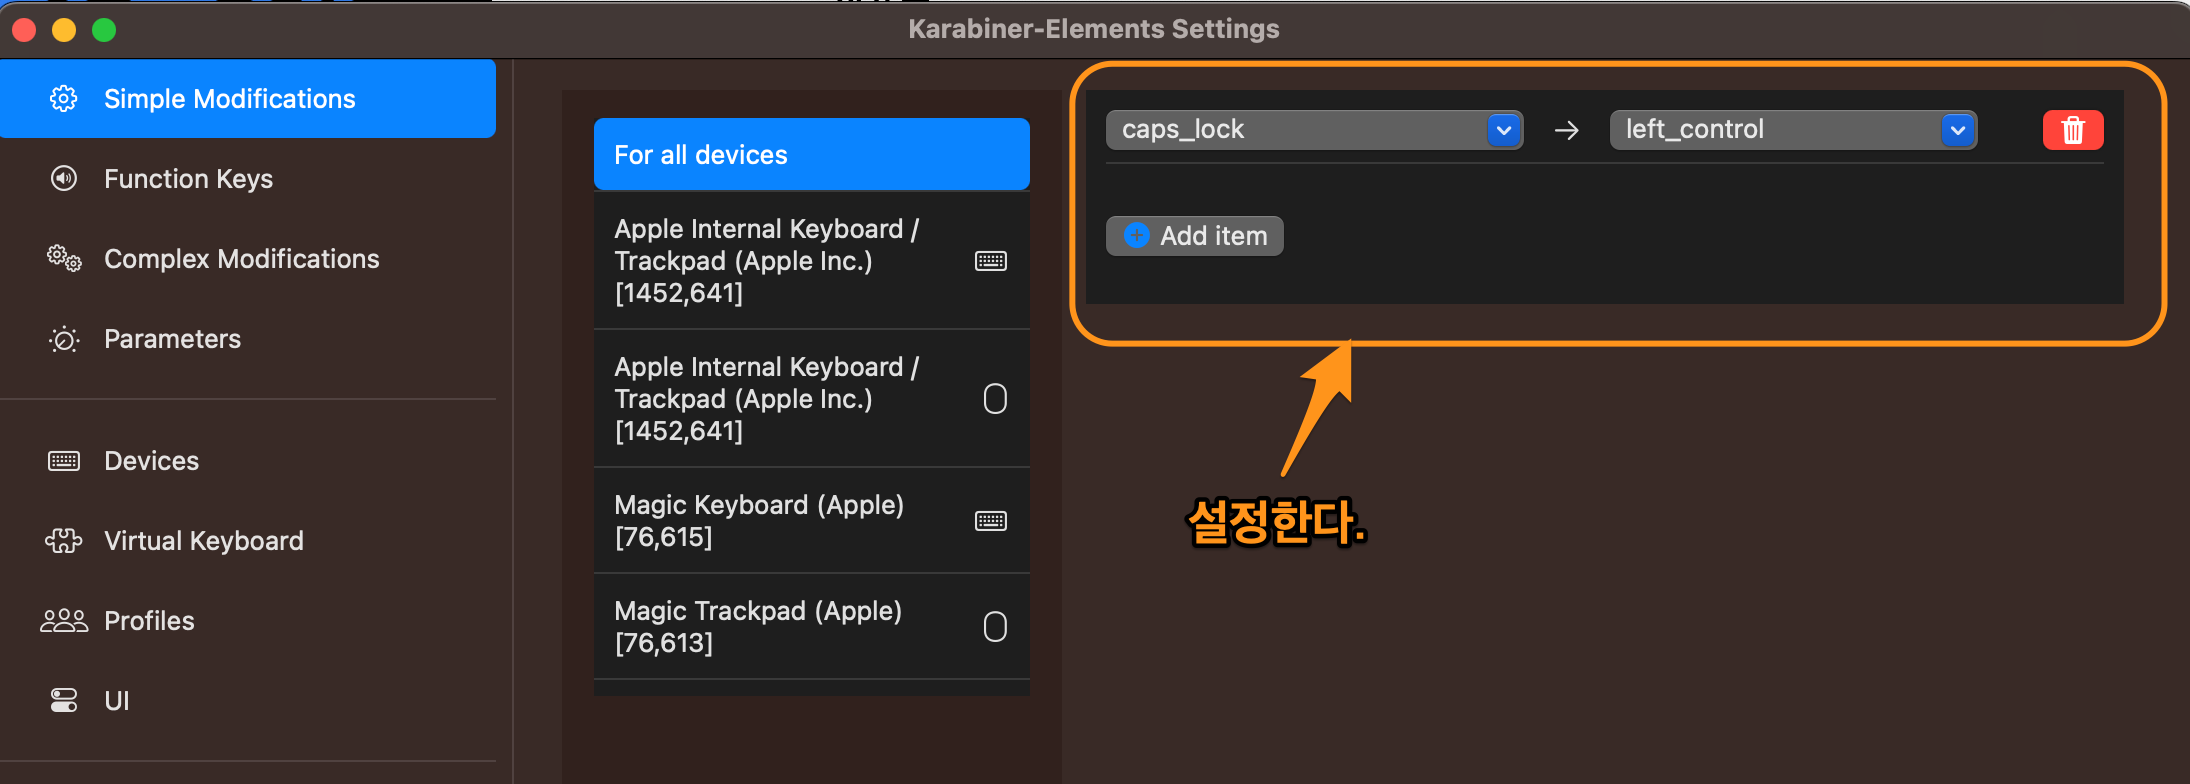 Karabiner-Elements Settings
Simple Modifications
Function Keys
Complex Modifications
Parameters
Devices
Virtual Keyboard
Profiles
UI
For all devices
Apple Internal Keyboard /
Trackpad (Apple Inc.)
[1452,641]
Apple Internal Keyboard /
Trackpad (Apple Inc.)
[1452,641]
Magic Keyboard (Apple)
[76,615]
Magic Trackpad (Apple)
[76,613]
caps_lock → left_control
Add item
설정한다.